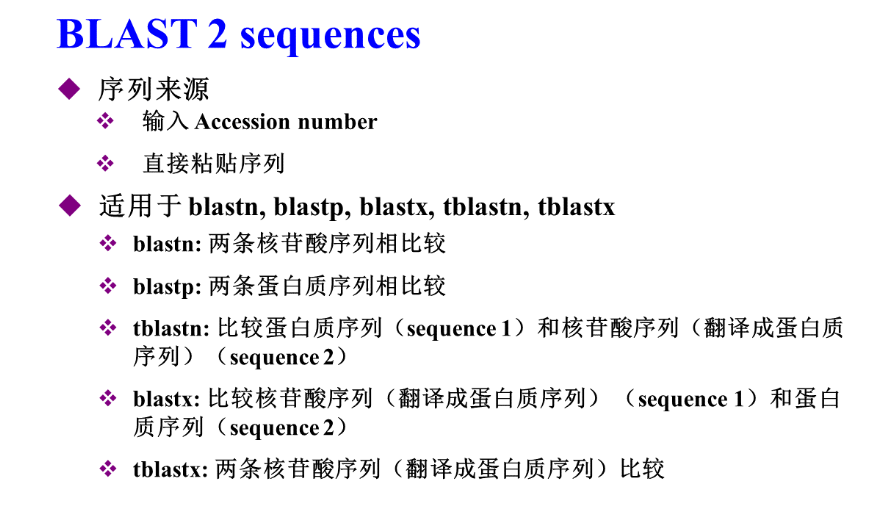 BLAST 2 sequences
序列来源
输入 Accession number
直接粘贴序列
适用于 blastn, blastp, blastx, tblastn, tblastx
blastn: 两条核苷酸序列相比较
blastp: 两条蛋白质序列相比较
tblastn: 比较蛋白质序列（sequence 1）和核苷酸序列（翻译成蛋白质
序列）（sequence 2）
blastx: 比较核苷酸序列（翻译成蛋白质序列）（sequence 1）和蛋白
质序列（sequence 2）
tblastx: 两条核苷酸序列（翻译成蛋白质序列）比较